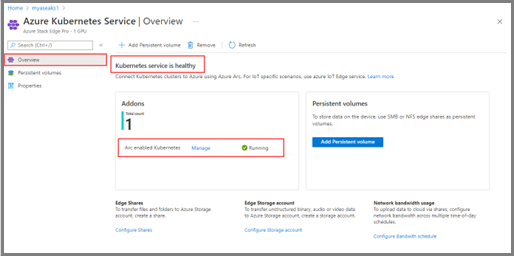 Home > myaseaks1 >
Azure Kubernetes Service | Overview ...
Azure Stack Edge Pro - 1 GPU
Search (Ctrl+/)
Add Persistent volume Remove Refresh
Overview
Persistent volumes
Properties
Kubernetes service is healthy
Connect Kubernetes clusters to Azure using Azure Arc. For IoT specific scenarios, use azure IoT Edge service. Learn more.
Addons
Total count
1
Arc enabled Kubernetes Manage Running
Persistent volumes
To store data on the device, use SMB or NFS edge shares as persistent
volumes.
Add Persistent volume
Edge Shares
To transfer files and folders to Azure Storage
account, create a share.
Configure Shares
Edge Storage account
To transfer unstructured binary, audio or video data
to Azure Storage account, create a storage account.
Configure Storage account
Network bandwidth usage
To upload data to cloud via shares, configure
network Bandwidth across multiple time-of-day
schedules.
Configure Bandwith schedule